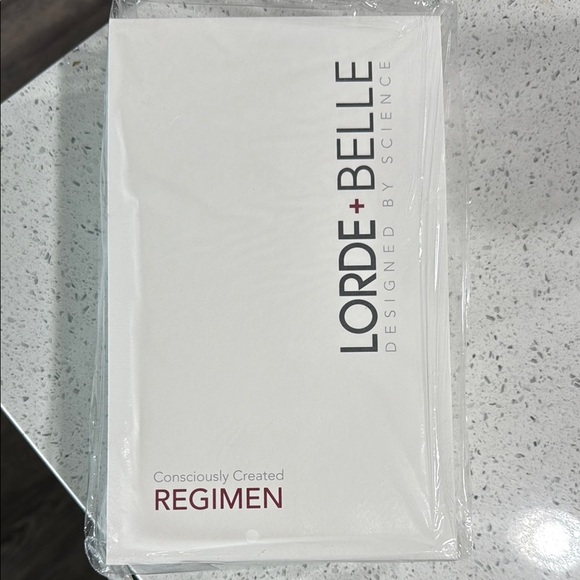 LORDE+BELLE
DESIGNED BY SCIENCE
Consciously Created
REGIMEN